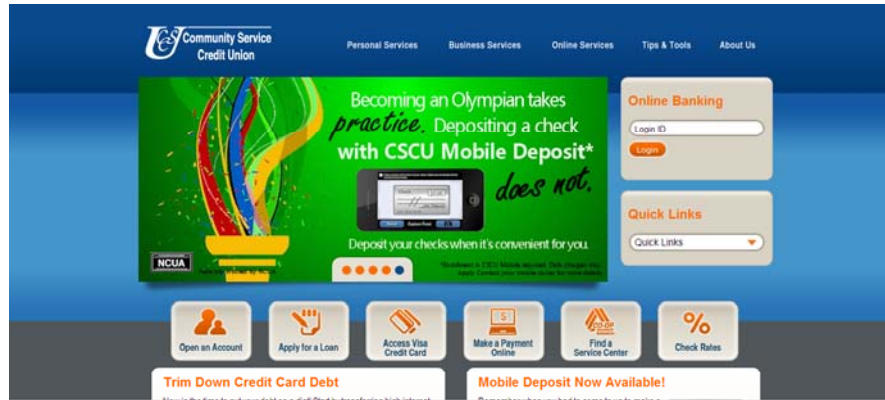 Community Service
Credit Union
Personal Services
Business Services
Online Services
Tips & Tools
About Us
Becoming an Olympian takes
practice. Depositing a check
with CSCU Mobile Deposit*
does not.
Deposit your checks when it's convenient for you.
NCUA
Online Banking
Login ID
Login
Quick Links
Quick Links
Open an Account
Apply for a Loan
Access Visa
Credit Card
Make a Payment
Online
CO-OP
Find a
Service Center
Check Rates
Trim Down Credit Card Debt
Mobile Deposit Now Available!